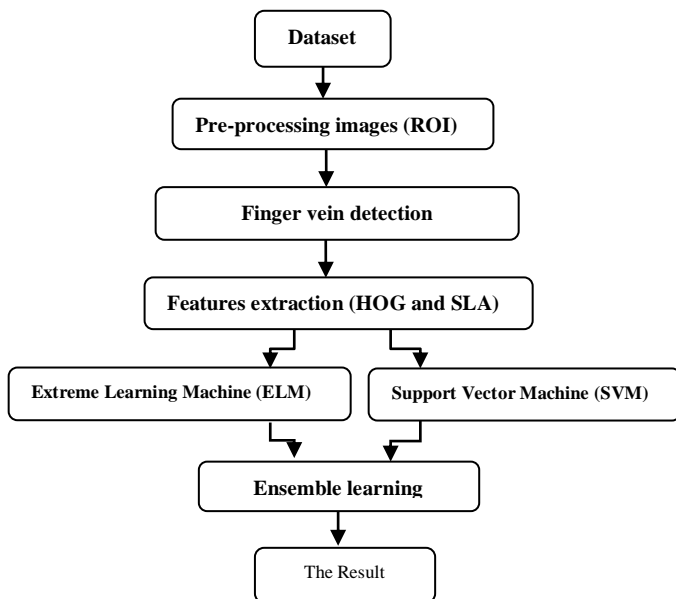 Dataset
Pre-processing images (ROI)
Finger vein detection
Features extraction (HOG and SLA)
Extreme Learning Machine (ELM)
Support Vector Machine (SVM)
Ensemble learning
The Result